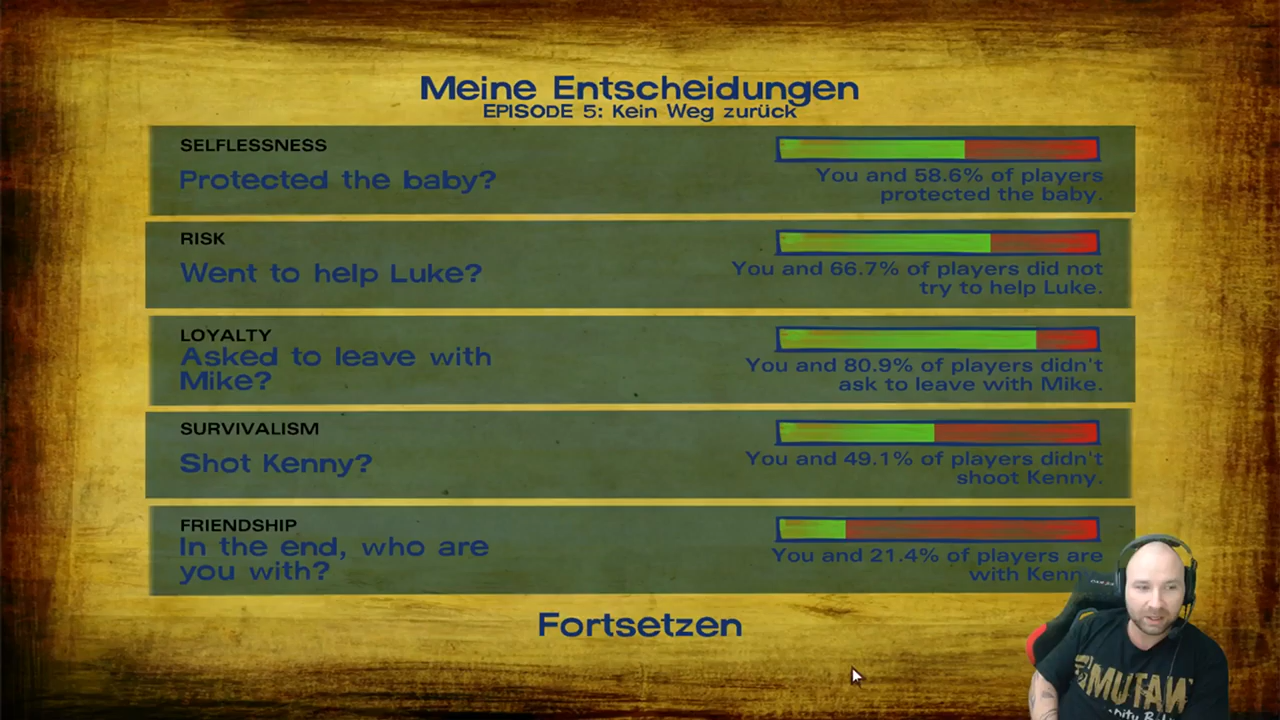 Meine Entscheidungen
EPISODE 5: Kein Weg zurück
SELFLESSNESS
Protected the baby?
You and 58.6% of players
protected the baby.
RISK
Went to help Luke?
You and 66.7% of players did not
try to help Luke.
LOYALTY
Asked to leave with
Mike?
You and 80.9% of players didn't
ask to leave with Mike.
SURVIVALISM
Shot Kenny?
You and 49.1% of players didn't
shoot Kenny.
FRIENDSHIP
In the end, who are
you with?
You and 21.4% of players are
with Kenny.
Fortsetzen